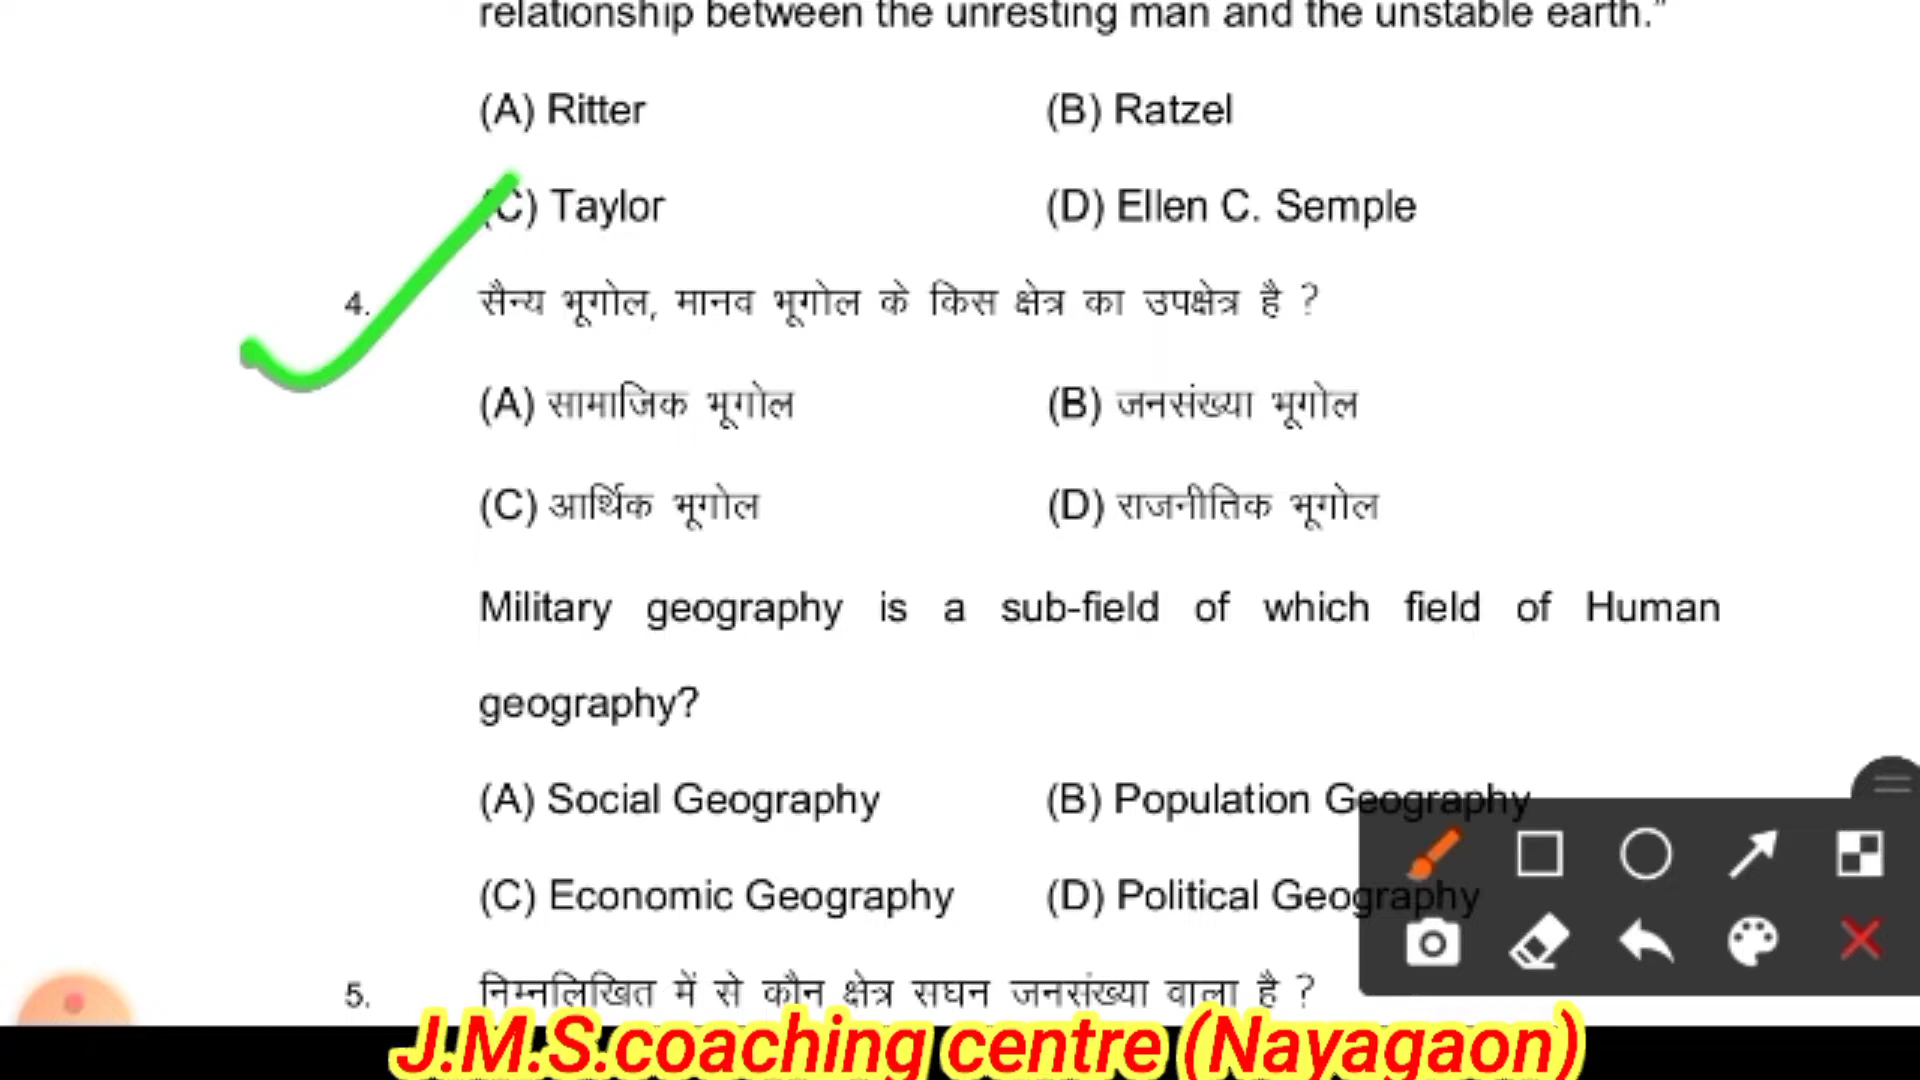 relationship between the unresting man and the unstable earth."
(A) Ritter (B) Ratzel
(C) Taylor (D) Ellen C. Semple
4. सैन्य भूगोल, मानव भूगोल के किस क्षेत्र का उपक्षेत्र है ?
(A) सामाजिक भूगोल (B) जनसंख्या भूगोल
(C) आर्थिक भूगोल (D) राजनीतिक भूगोल
Military geography is a sub-field of which field of Human
geography?
(A) Social Geography (B) Population Geography
(C) Economic Geography (D) Political Geography
5. निम्नलिखित में से कौन क्षेत्र सघन जनसंख्या वाला है ?
J.M.S.coaching centre (Nayagaon)